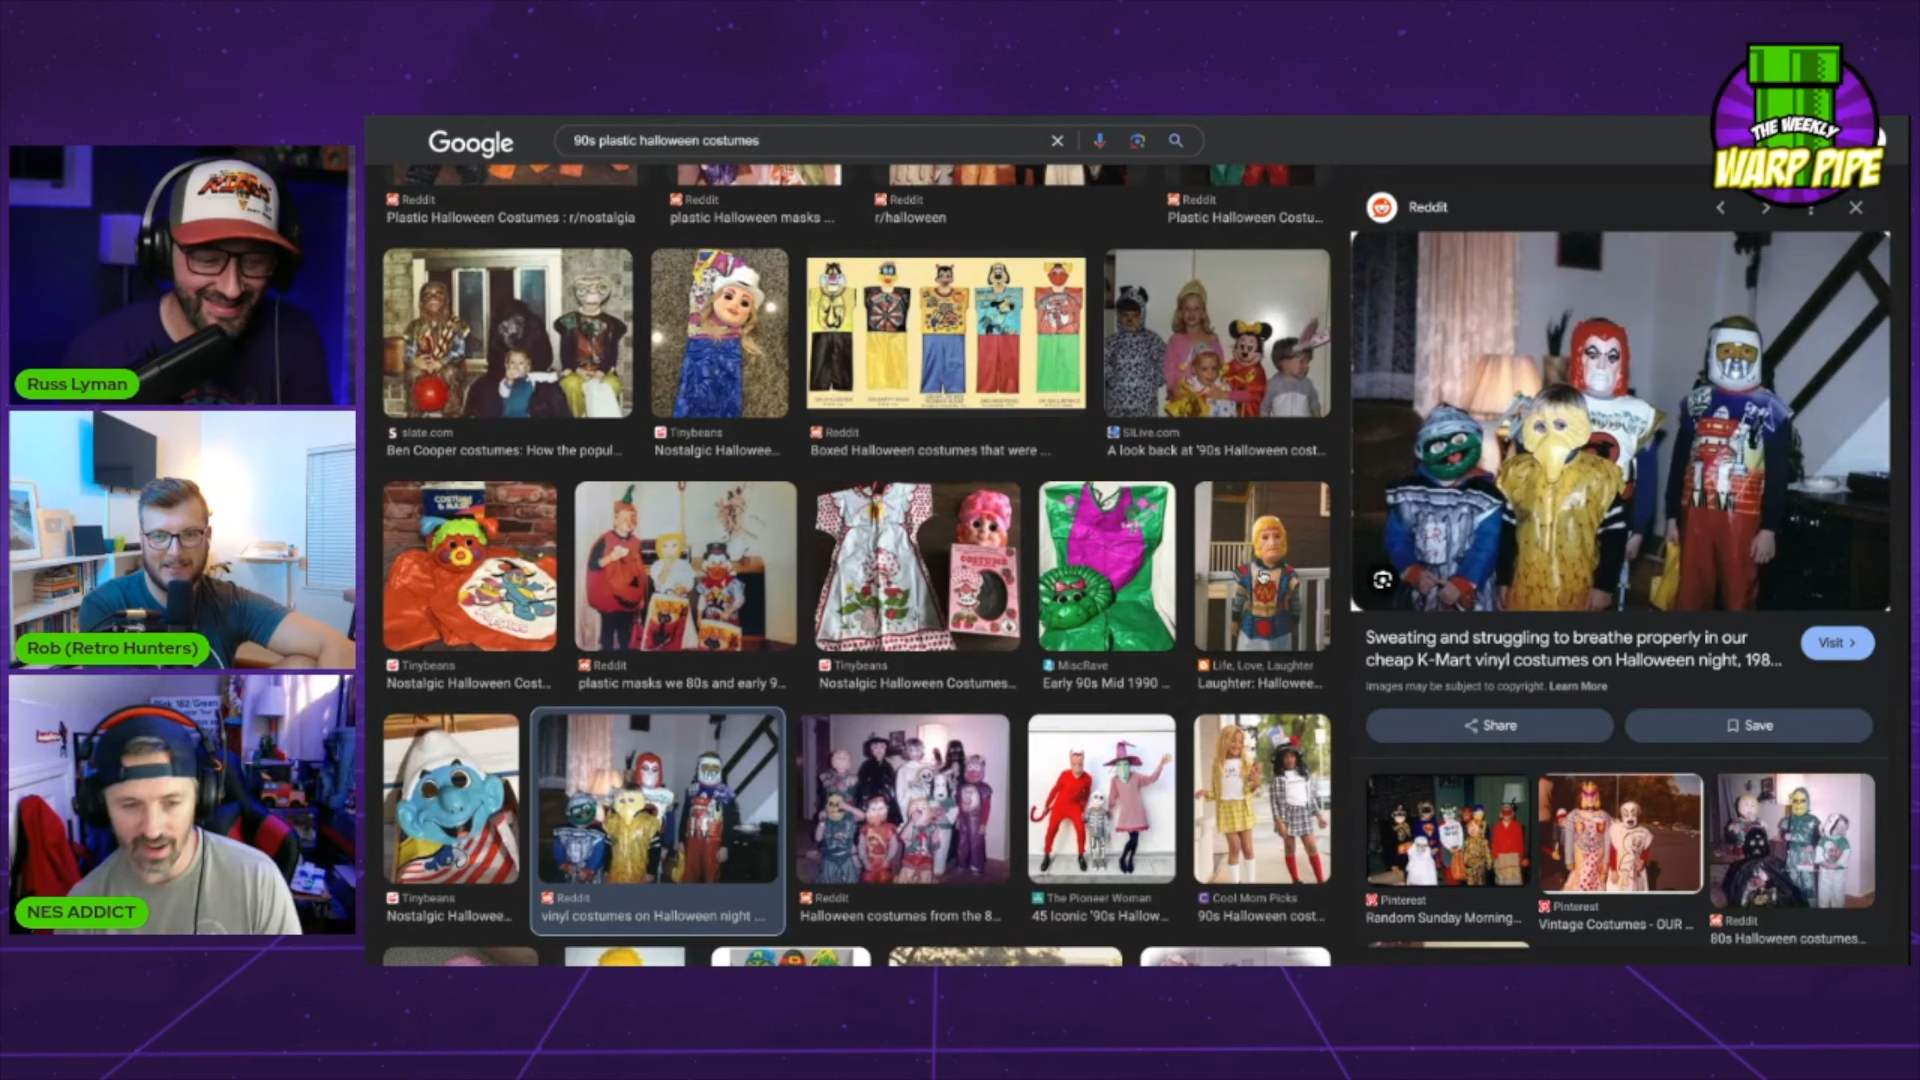 THE WEEKLY
WARP PIPE
Google
90s plastic halloween costumes
Russ Lyman
Rob (Retro Hunters)
NES ADDICT
Reddit
Plastic Halloween Costumes : r/nostalgia
Reddit
plastic Halloween masks ...
Reddit
r/halloween
Reddit
Plastic Halloween Costu...
slate.com
Ben Cooper costumes: How the popul...
Tinybeans
Nostalgic Hallowee...
Reddit
Boxed Halloween costumes that were ...
SILive.com
A look back at '90s Halloween cost...
COSTUME
& MASK
Tinybeans
Nostalgic Halloween Cost...
Reddit
plastic masks we 80s and early 9...
Tinybeans
Nostalgic Halloween Costumes...
MiscRave
Early 90s Mid 1990 ...
Life, Love, Laughter
Laughter: Hallowee...
Tinybeans
Nostalgic Hallowee...
Reddit
vinyl costumes on Halloween night ...
Reddit
Halloween costumes from the 8...
The Pioneer Woman
45 Iconic '90s Hallow...
Cool Mom Picks
90s Halloween cost...
Reddit
Sweating and struggling to breathe properly in our
cheap K-Mart vinyl costumes on Halloween night, 198...
Visit
Images may be subject to copyright. Learn More
Share
Save
Pinterest
Random Sunday Morning...
Pinterest
Vintage Costumes - OUR ...
Reddit
80s Halloween costumes...